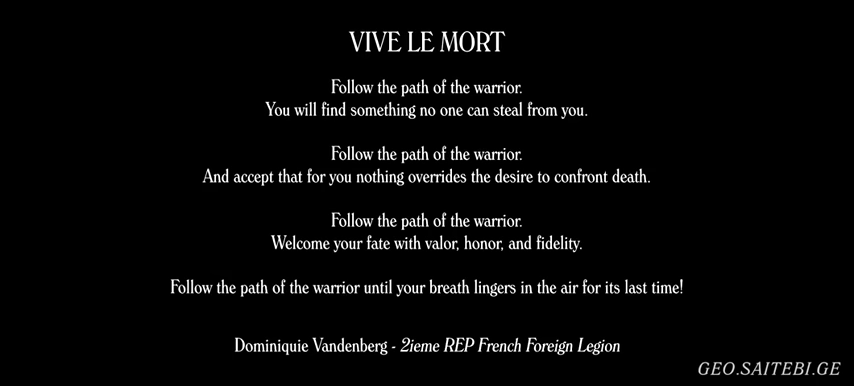 VIVE LE MORT
Follow the path of the warrior.
You will find something no one can steal from you.
Follow the path of the warrior.
And accept that for you nothing overrides the desire to confront death.
Follow the path of the warrior.
Welcome your fate with valor, honor, and fidelity.
Follow the path of the warrior until your breath lingers in the air for its last time!
Dominiquie Vandenberg - 2ieme REP French Foreign Legion
GEO.SAITEBI.GE